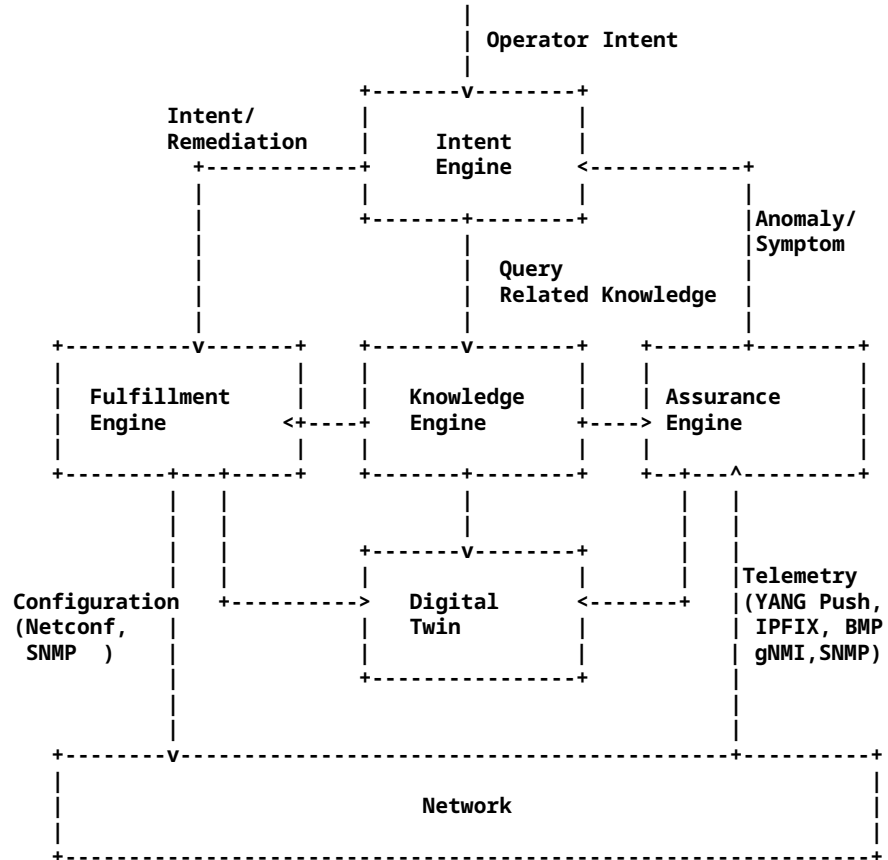 Operator Intent
Intent/
Remediation
Intent
Engine
Anomaly/
Symptom
Query
Related Knowledge
Fulfillment
Engine
Knowledge
Engine
Assurance
Engine
Configuration
(Netconf,
SNMP  )
Digital
Twin
Telemetry
(YANG Push,
IPFIX, BMP
gNMI,SNMP)
Network